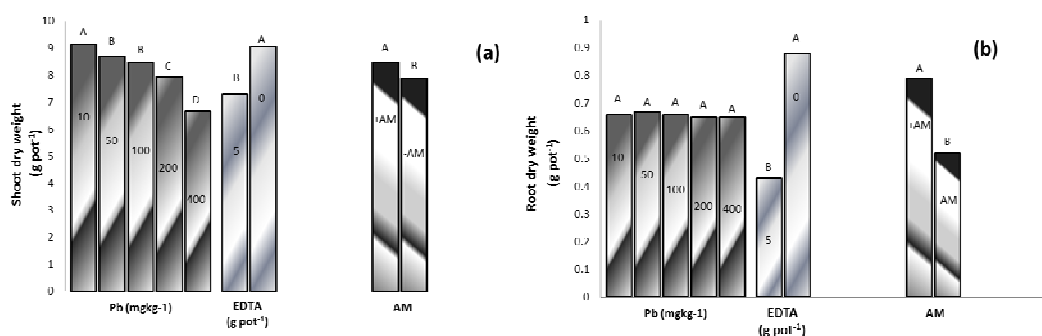 10
9
8
7
6
5
4
3
2
1
0
Shoot dry weight
(g pot-1)
A
B
B
C
D
B
A
A
B
10
50
100
200
400
5
0
+AM
-AM
(a)
Pb (mgkg-1)
EDTA
(g pot-1)
AM
1
0.9
0.8
0.7
0.6
0.5
0.4
0.3
0.2
0.1
0
Root dry weight
(g pot-1)
A
A
A
A
A
B
A
A
B
10
50
100
200
400
5
0
+AM
AM
(b)
Pb (mgkg-1)
EDTA
(g pot-1)
AM